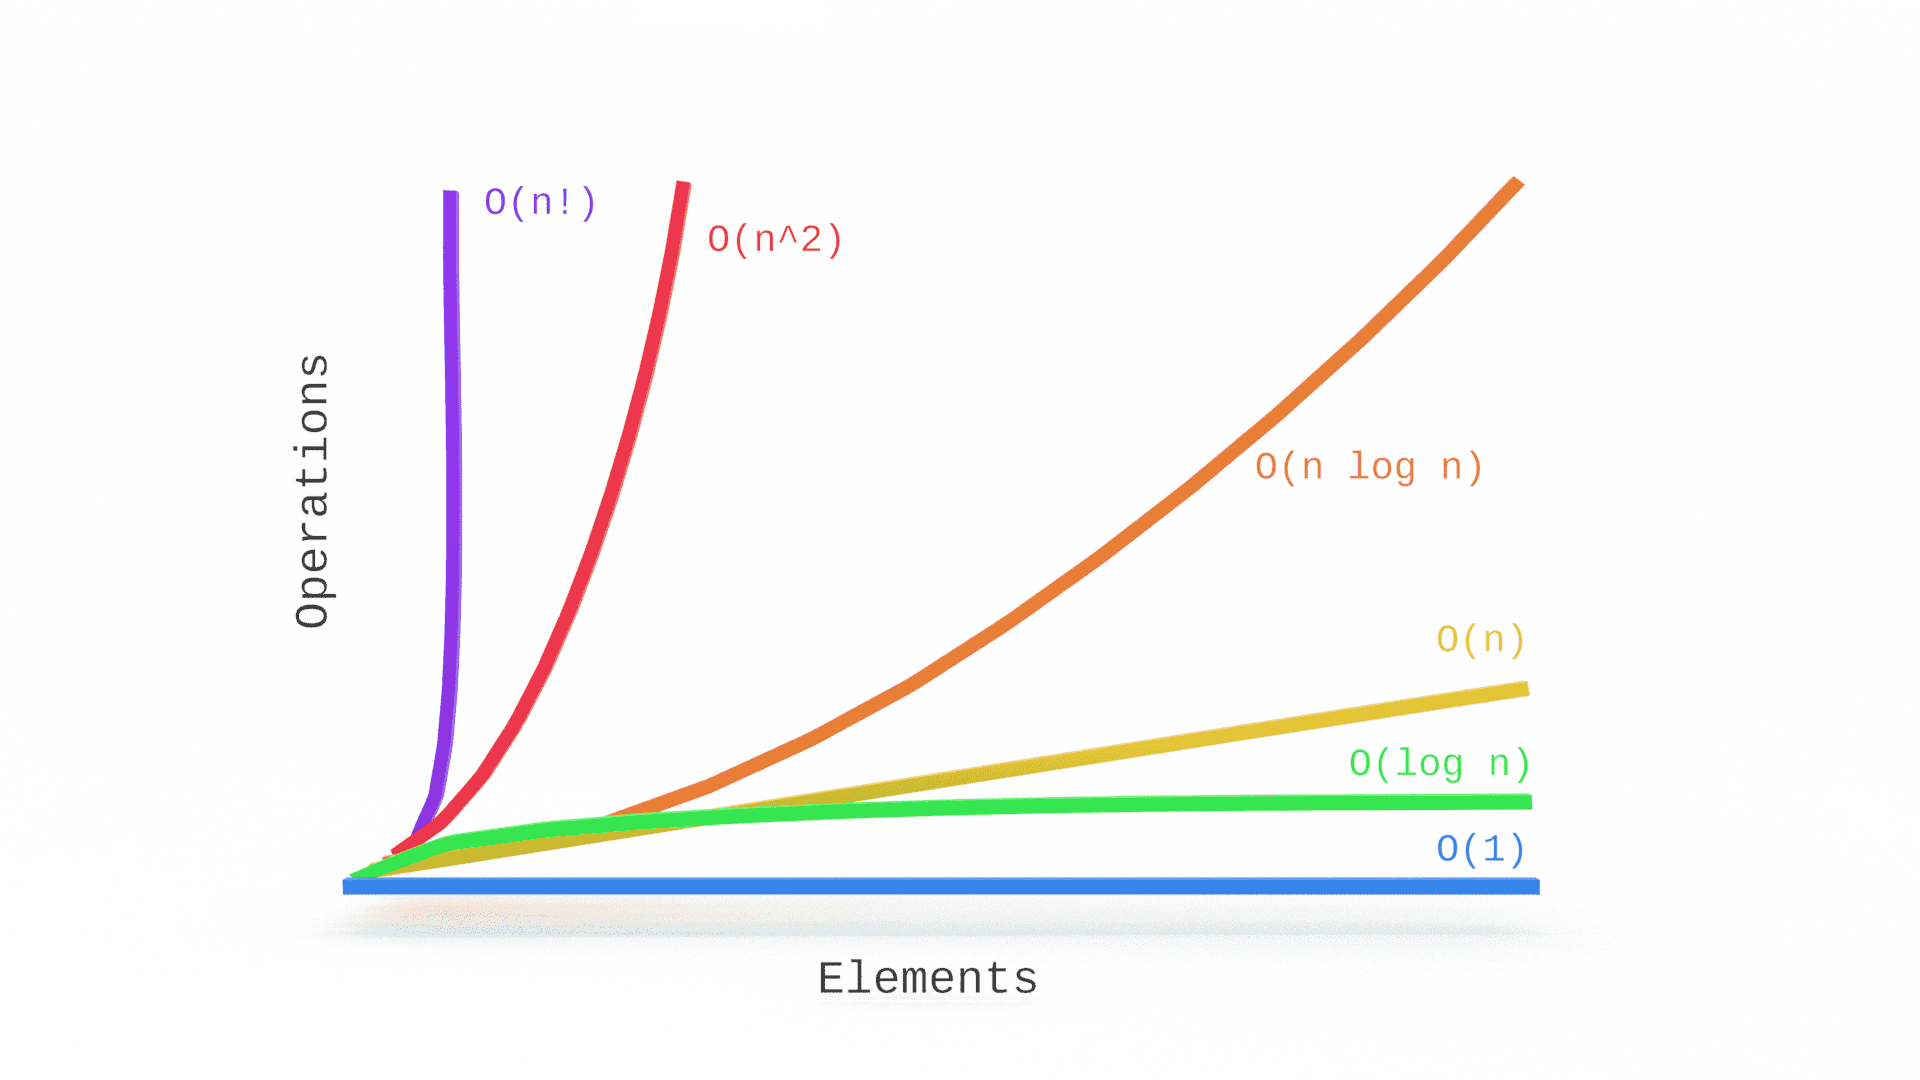 O(n!)
O(n^2)
Operations
O(n log n)
O(n)
O(log n)
O(1)
Elements